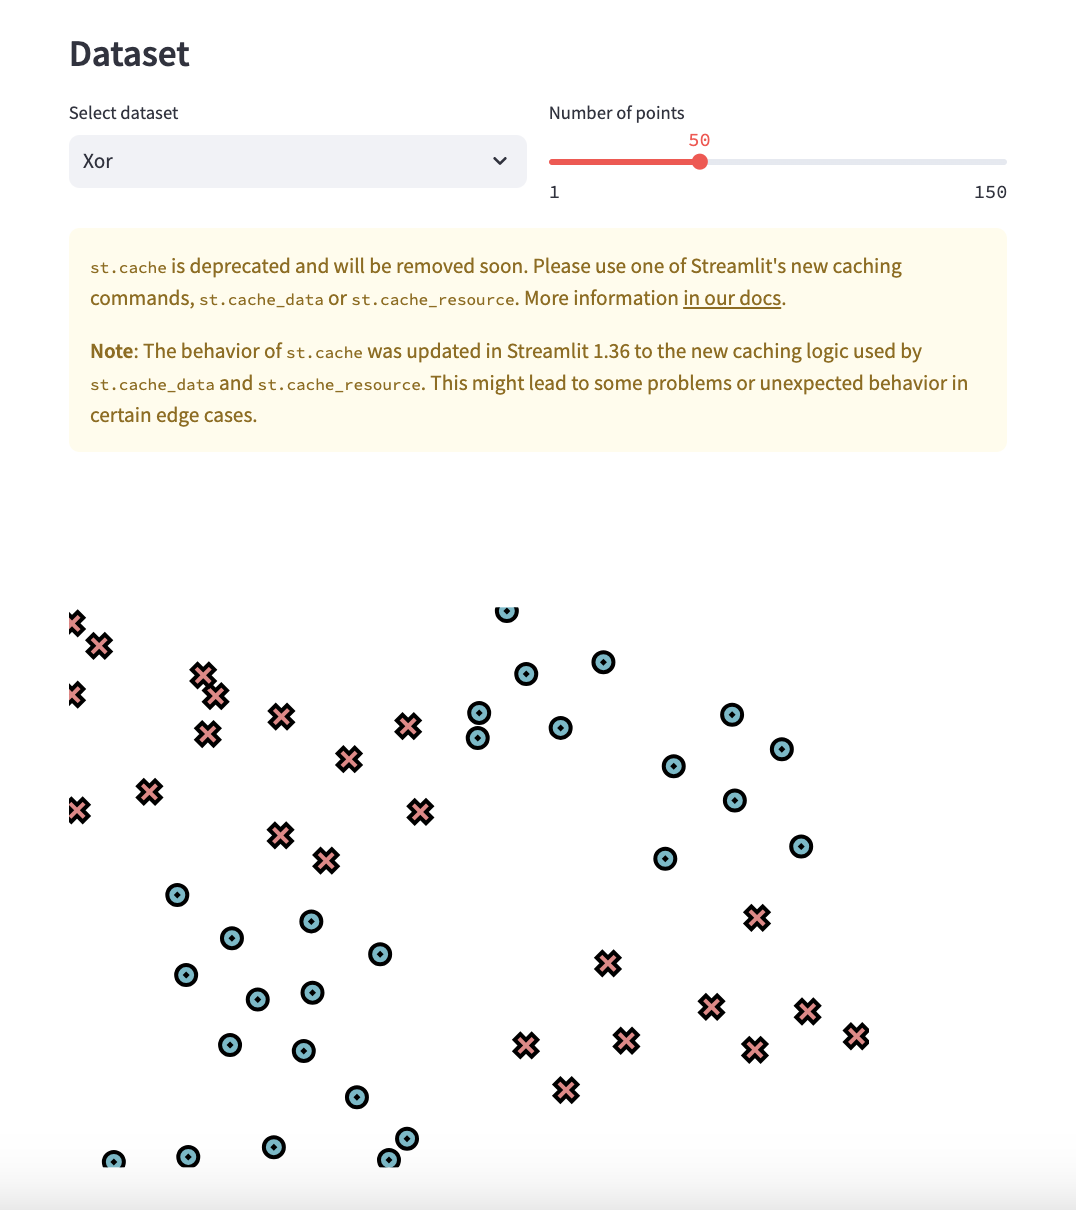 Dataset
Select dataset
Number of points
Xor
50
1
150
st.cache is deprecated and will be removed soon. Please use one of Streamlit's new caching
commands, st.cache_data or st.cache_resource. More information in our docs.
Note: The behavior of st.cache was updated in Streamlit 1.36 to the new caching logic used by
st.cache_data and st.cache_resource. This might lead to some problems or unexpected behavior in
certain edge cases.